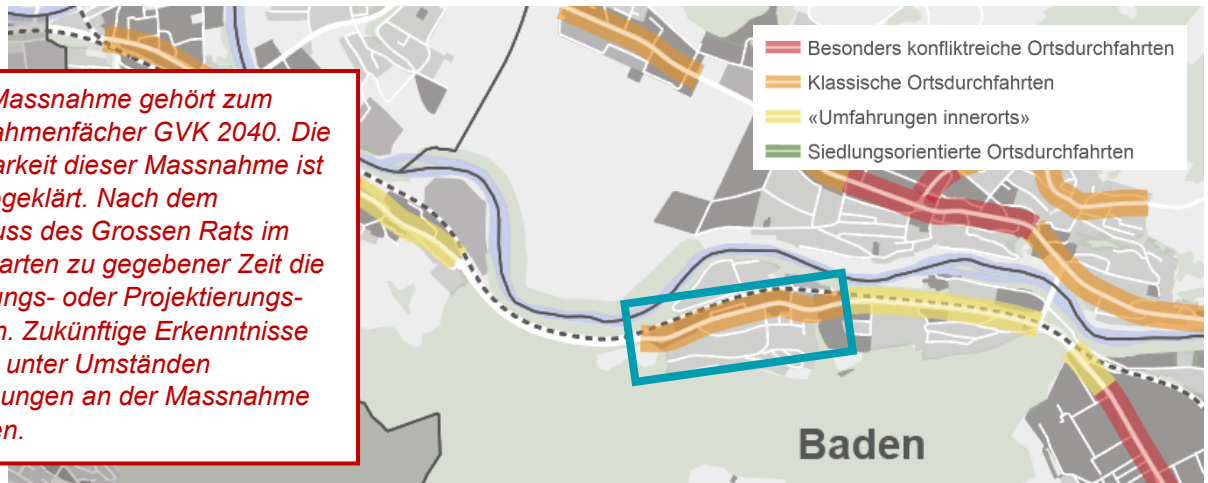 Massnahme gehört zum
ahmenfächer GVK 2040. Die
arkeit dieser Massnahme ist
geklärt. Nach dem
uss des Grossen Rats im
arten zu gegebener Zeit die
ungs- oder Projektierungs-
n. Zukünftige Erkenntnisse
unter Umständen
ungen an der Massnahme
en.
Besonders konfliktreiche Ortsdurchfahrten
Klassische Ortsdurchfahrten
«Umfahrungen innerorts»
Siedlungsorientierte Ortsdurchfahrten
Baden